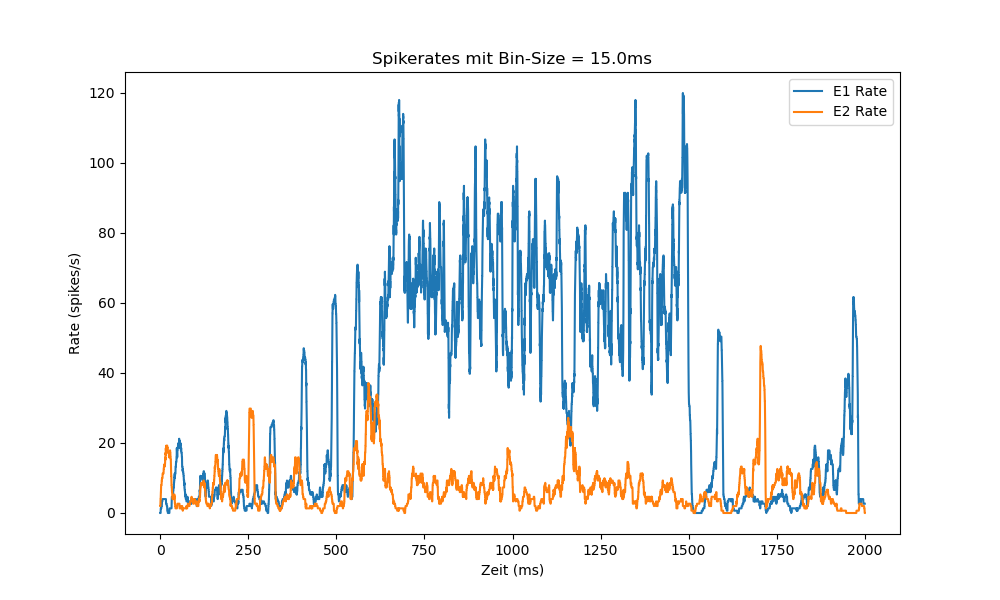 Spikerates mit Bin-Size = 15.0ms
E1 Rate
E2 Rate
Rate (spikes/s)
120
100
80
60
40
20
0
0 250 500 750 1000 1250 1500 1750 2000
Zeit (ms)